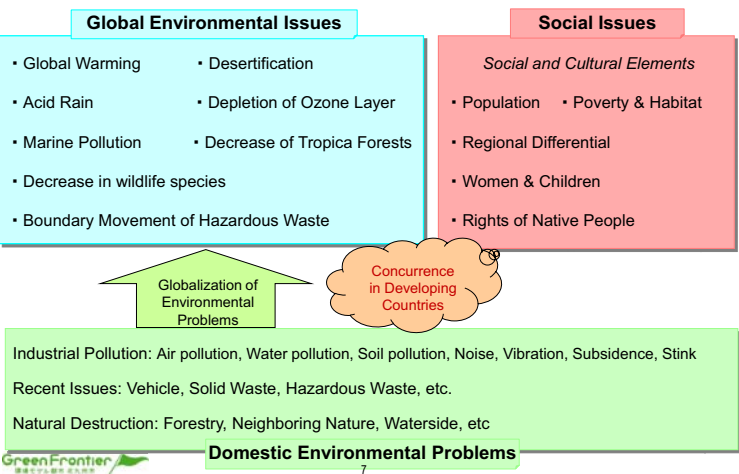 Global Environmental Issues
・Global Warming ・Desertification
・Acid Rain ・Depletion of Ozone Layer
・Marine Pollution ・Decrease of Tropica Forests
・Decrease in wildlife species
・Boundary Movement of Hazardous Waste
Social Issues
Social and Cultural Elements
・Population ・Poverty & Habitat
・Regional Differential
・Women & Children
・Rights of Native People
Globalization of
Environmental
Problems
Concurrence
in Developing
Countries
Industrial Pollution: Air pollution, Water pollution, Soil pollution, Noise, Vibration, Subsidence, Stink
Recent Issues: Vehicle, Solid Waste, Hazardous Waste, etc.
Natural Destruction: Forestry, Neighboring Nature, Waterside, etc
Domestic Environmental Problems
GreenFrontier
7